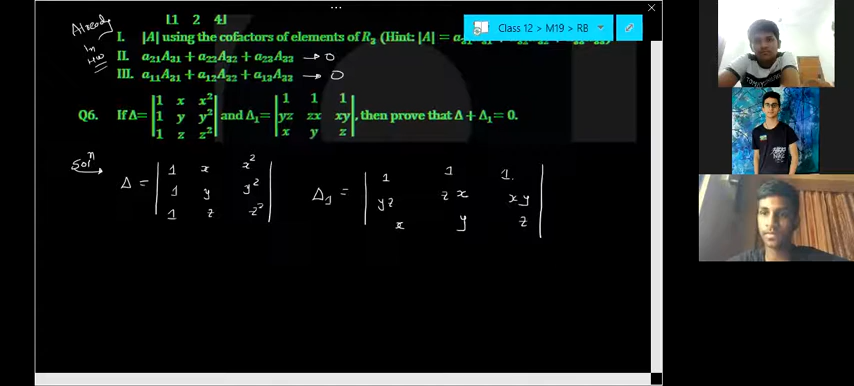 [1 2 4]
Already
in
HW
I. |A| using the cofactors of elements of R₂ (Hint: |A| =
Class 12 > M19 > RB
II. a₂₁A₃₁ + a₂₂A₃₂ + a₂₃A₃₃ → 0
III. a₁₁A₂₁ + a₁₂A₂₂ + a₁₃A₂₃ → 0
Q6. If Δ= |1 x x²| and Δ₁= |1 1 1|, then prove that Δ + Δ₁=0.
|1 y y²| |yz zx xy|
|1 z z²| |x y z|
Solⁿ
Δ = |1 x x²| Δ₁ = |1 1 1.|
|1 y y²| |yz zx xy|
|1 z z²| |x y z|